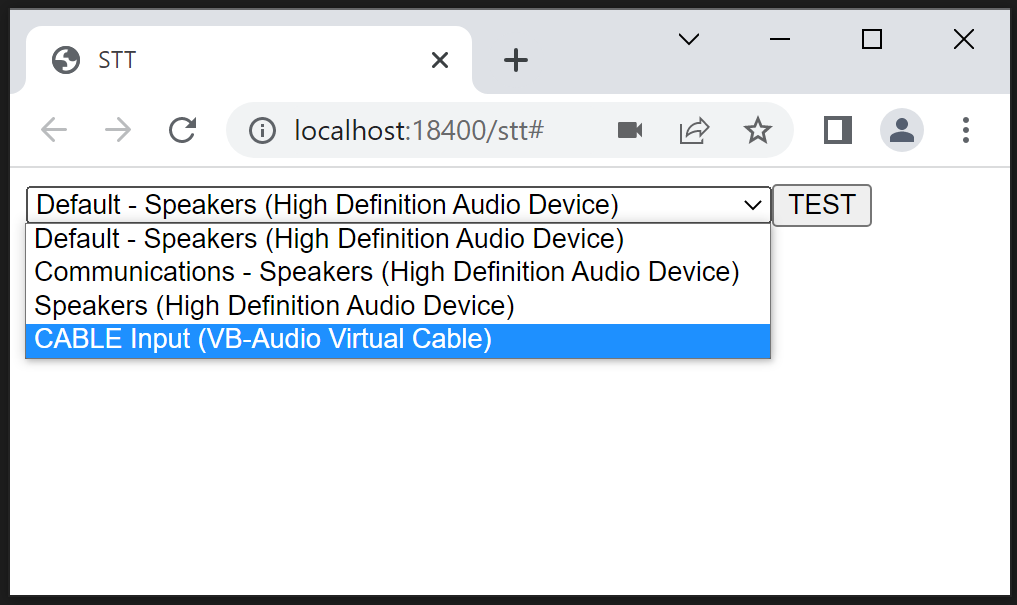 STT
localhost:18400/stt#
Default - Speakers (High Definition Audio Device) TEST
Default - Speakers (High Definition Audio Device)
Communications - Speakers (High Definition Audio Device)
Speakers (High Definition Audio Device)
CABLE Input (VB-Audio Virtual Cable)